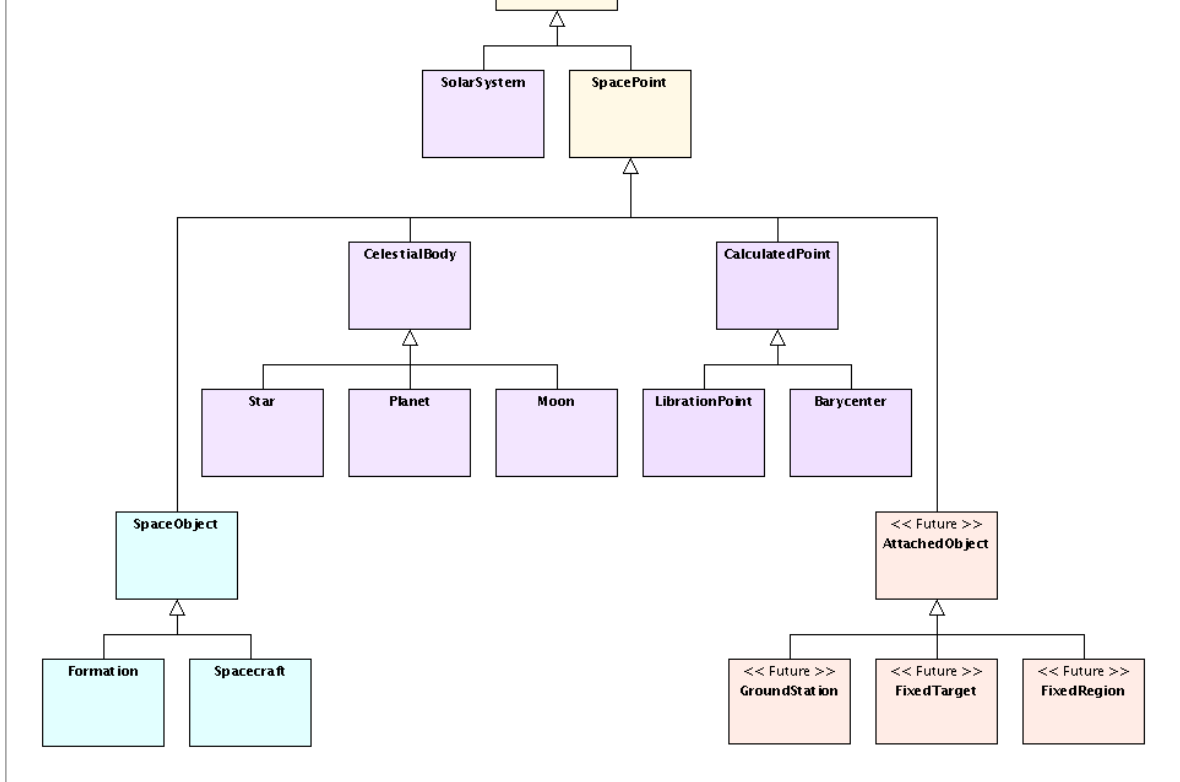 SolarSystem
SpacePoint
CelestialBody
CalculatedPoint
Star
Planet
Moon
LibrationPoint
Barycenter
SpaceObject
<< Future >>
AttachedObject
Formation
Spacecraft
<< Future >>
GroundStation
<< Future >>
FixedTarget
<< Future >>
FixedRegion